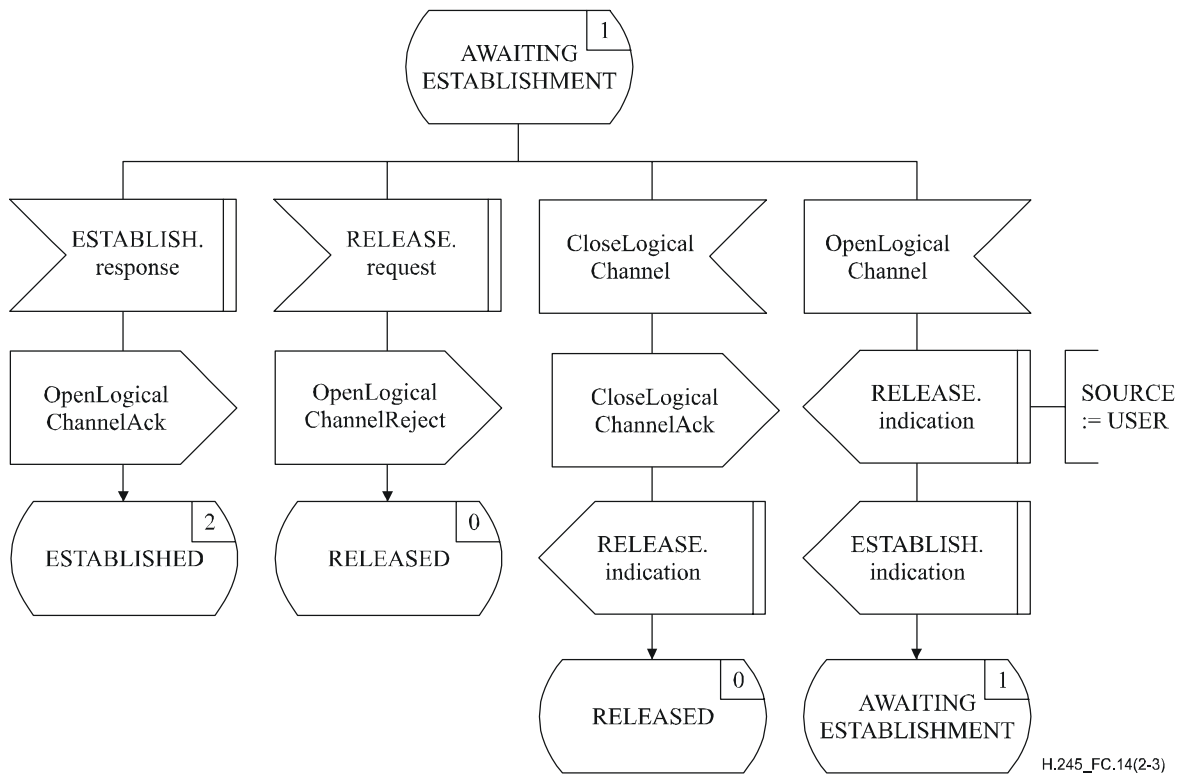 1
AWAITING
ESTABLISHMENT
ESTABLISH.
response
RELEASE.
request
CloseLogical
Channel
OpenLogical
Channel
OpenLogical
ChannelAck
OpenLogical
ChannelReject
CloseLogical
ChannelAck
RELEASE.
indication
SOURCE
:= USER
2
ESTABLISHED
0
RELEASED
RELEASE.
indication
ESTABLISH.
indication
0
RELEASED
1
AWAITING
ESTABLISHMENT
H.245_FC.14(2-3)